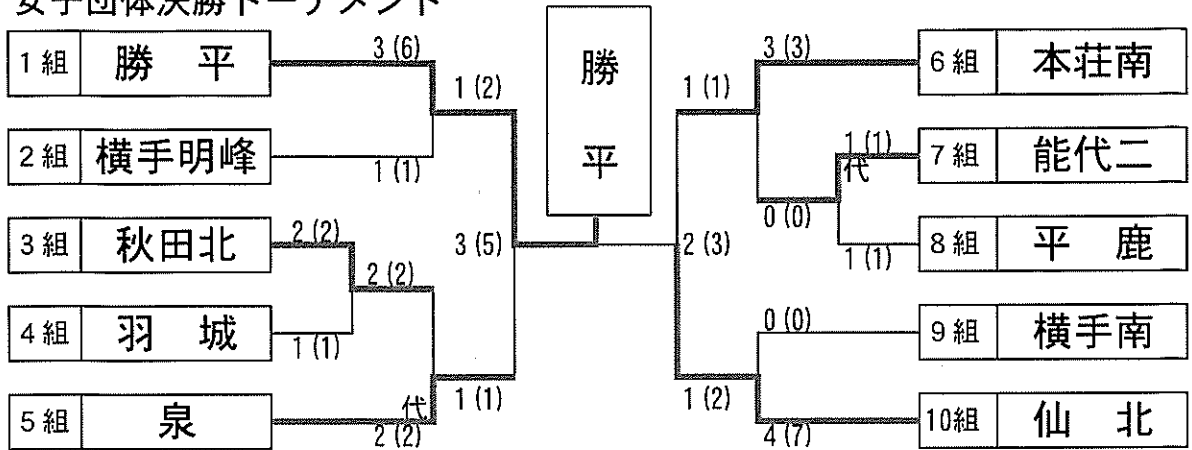 女子団体決勝トーナメント
1組 勝 平
3 (6)
1 (2)
2組 横手明峰
1 (1)
3組 秋田北
2 (2)
2 (2)
3 (5)
4組 羽 城
1 (1)
5組 泉
代
2 (2)
1 (1)
勝平
3 (3)
1 (1)
6組 本荘南
1 (1)
代
7組 能代二
0 (0)
2 (3)
1 (1)
8組 平 鹿
0 (0)
9組 横手南
1 (2)
4 (7)
10組 仙 北